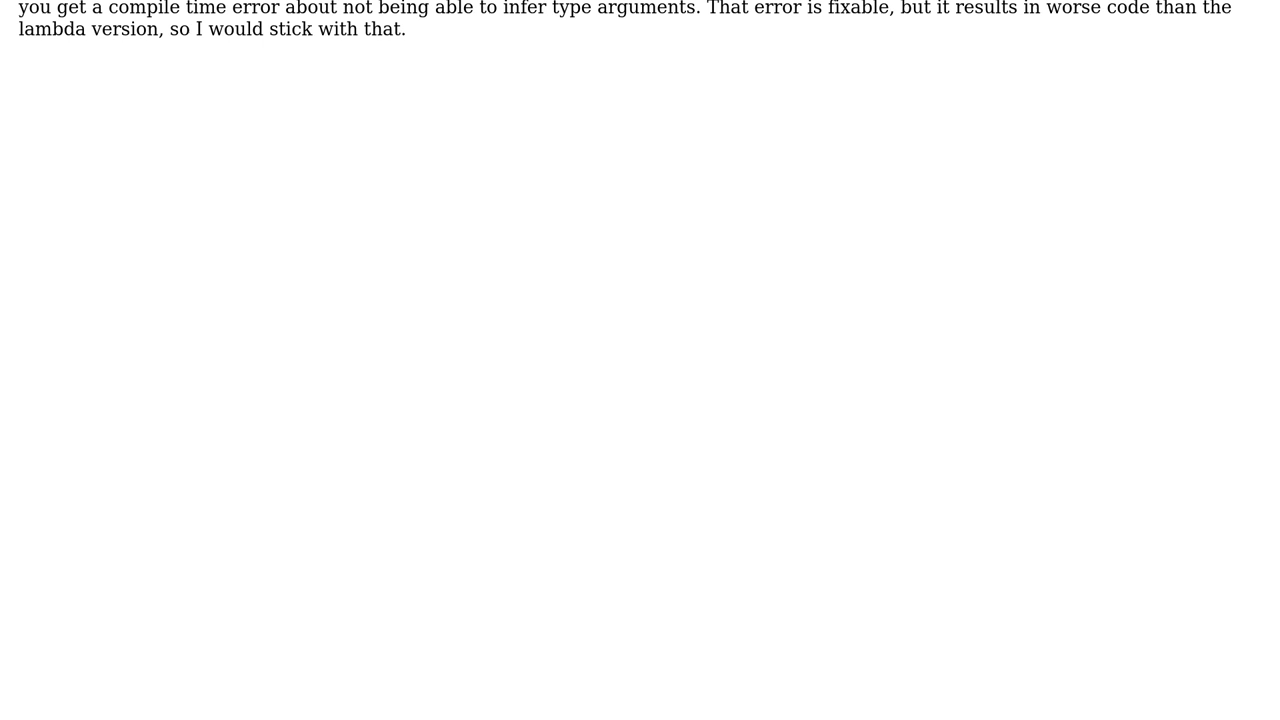 you get a compile time error about not being able to infer type arguments. That error is fixable, but it results in worse code than the
lambda version, so I would stick with that.